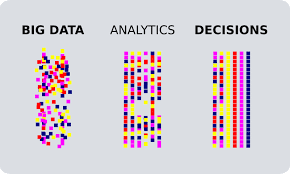 BIG DATA ANALYTICS DECISIONS